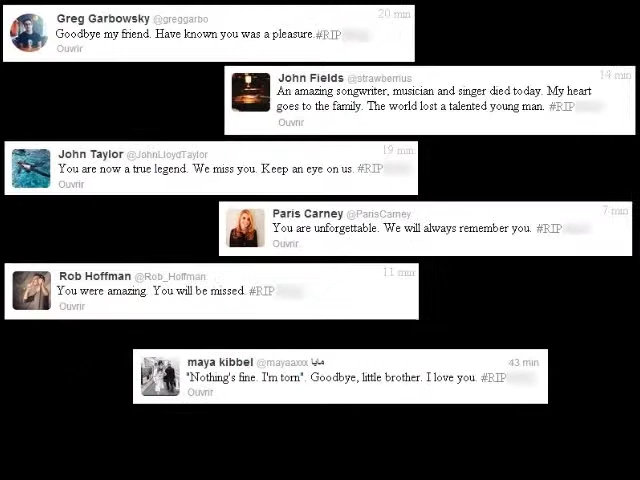 Greg Garbowsky @greggarbo 20 min
Goodbye my friend. Have known you was a pleasure.#RIP
Ouvrir
John Fields @strawberrius 14 min
An amazing songwriter, musician and singer died today. My heart
goes to the family. The world lost a talented young man. #RIP
Ouvrir
John Taylor @JohnLloydTaylor 19 min
You are now a true legend. We miss you. Keep an eye on us. #RIP
Ouvrir
Paris Carney @ParisCarney 7 min
You are unforgettable. We will always remember you. #RIP
Ouvrir
Rob Hoffman @Rob_Hoffman 11 min
You were amazing. You will be missed. #RIP
Ouvrir
maya kibbel @mayaaxxx مايا 43 min
"Nothing's fine. I'm torn". Goodbye, little brother. I love you. #RIP
Ouvrir